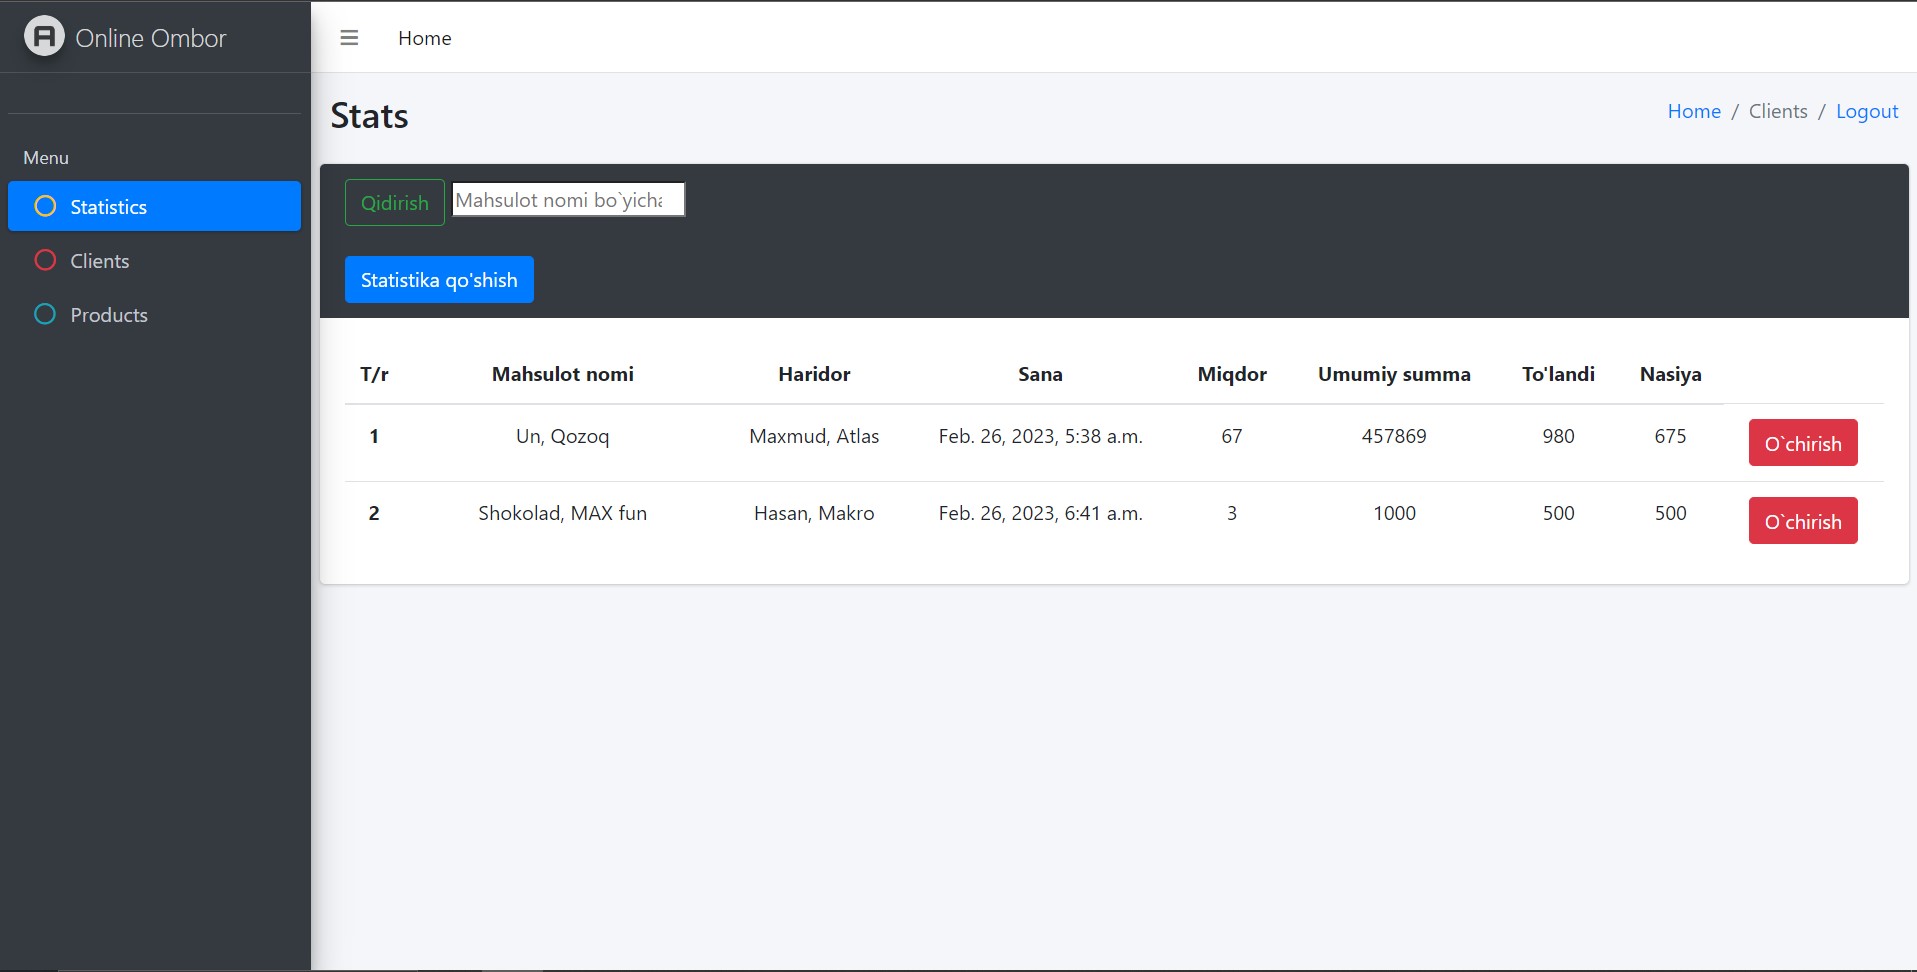 Online Ombor
Home
Stats
Home / Clients / Logout
Menu
Statistics
Clients
Products
Qidirish
Mahsulot nomi bo`yicha
Statistika qo'shish
T/r Mahsulot nomi Haridor Sana Miqdor Umumiy summa To'landi Nasiya
1 Un, Qozoq Maxmud, Atlas Feb. 26, 2023, 5:38 a.m. 67 457869 980 675 O`chirish
2 Shokolad, MAX fun Hasan, Makro Feb. 26, 2023, 6:41 a.m. 3 1000 500 500 O`chirish